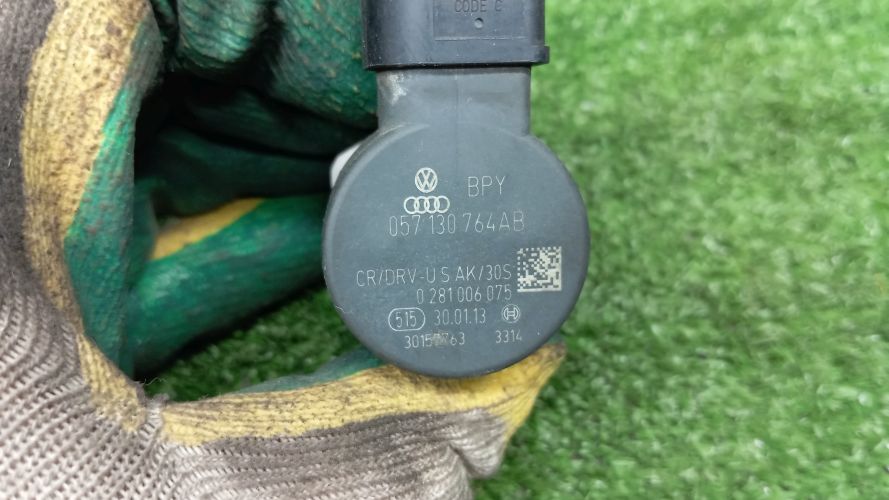 CODE C
BPY
057 130 764AB
CR/DRV-U S AK/30S
0 281 006 075
515 30.01.13
3314